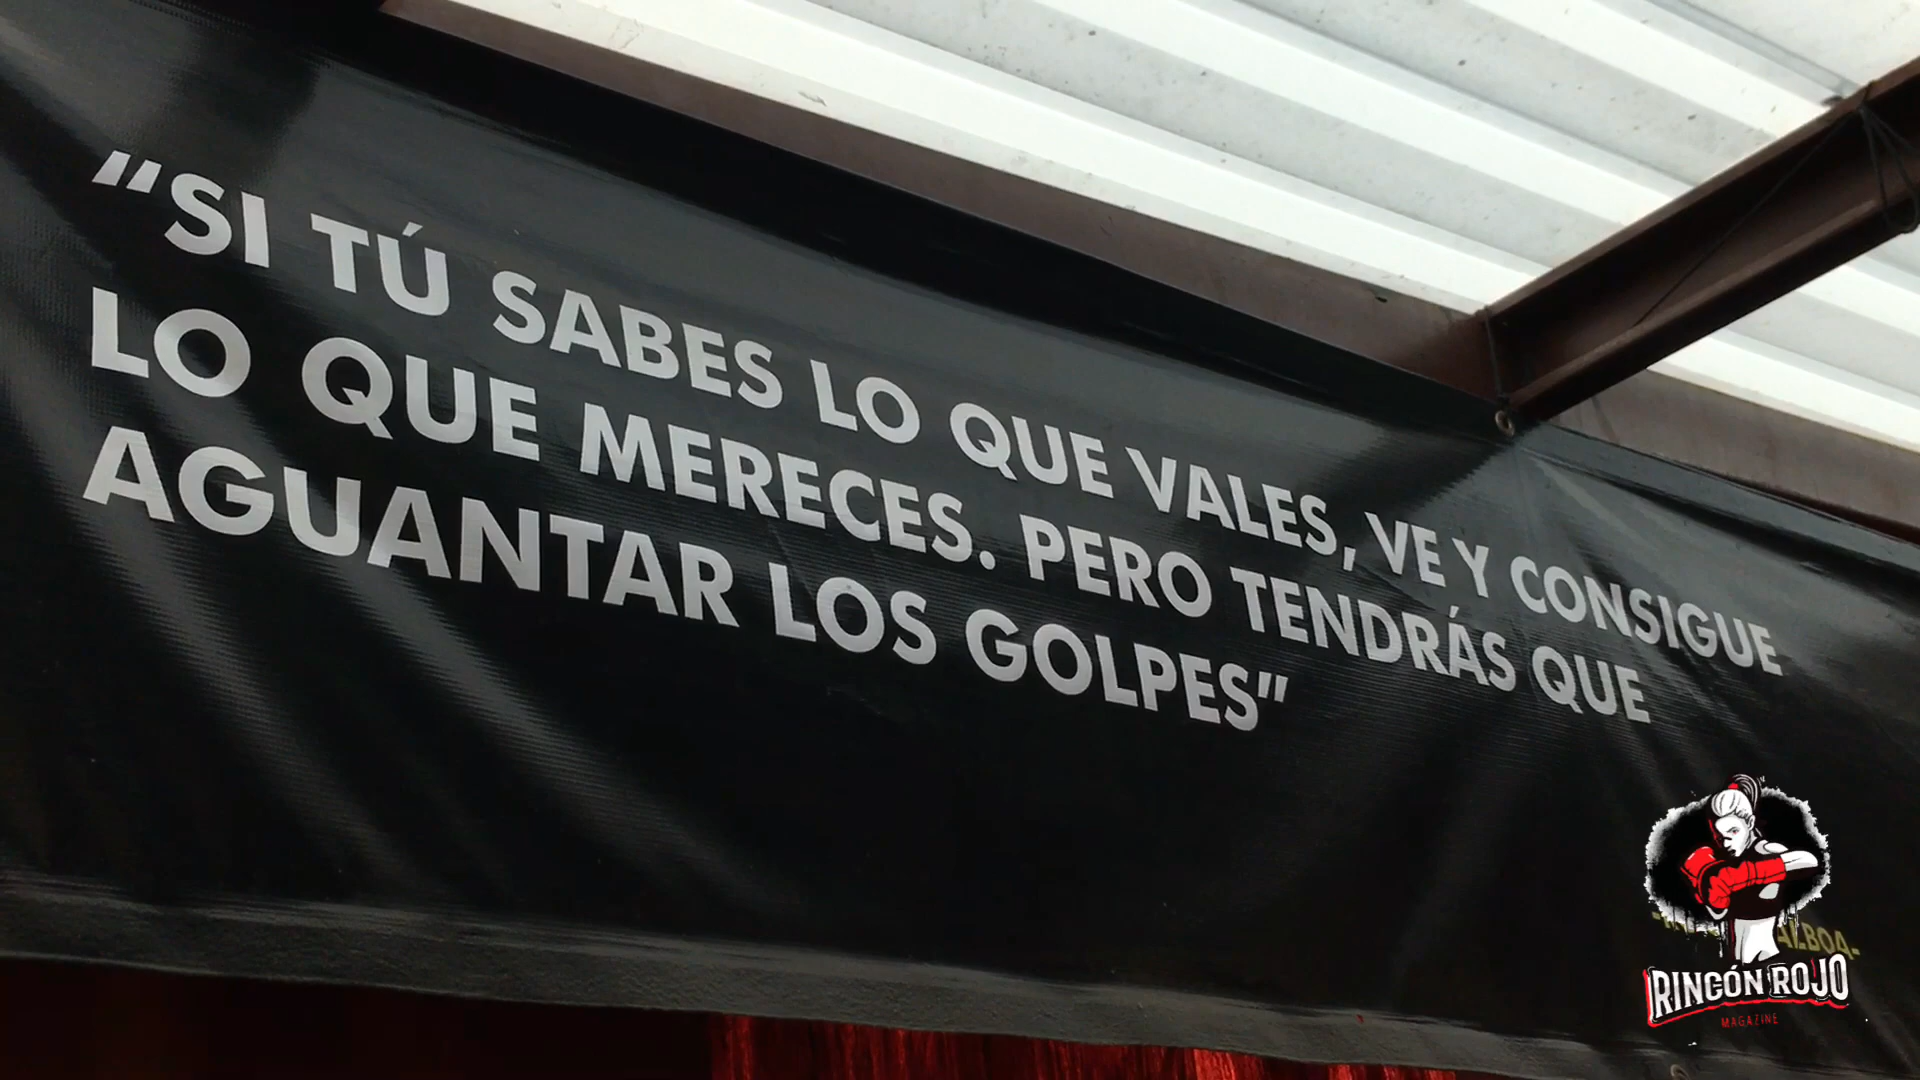 “SI TÚ SABES LO QUE VALES, VE Y CONSIGUE
LO QUE MERECES. PERO TENDRÁS QUE
AGUANTAR LOS GOLPES”
RINCÓN ROJO
MAGAZINE